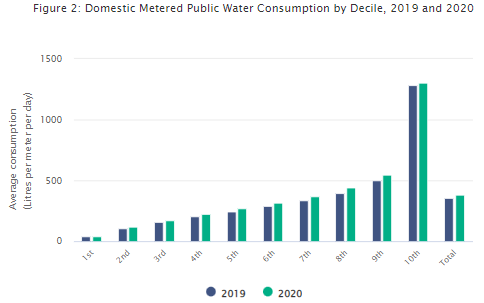 Figure 2: Domestic Metered Public Water Consumption by Decile, 2019 and 2020
Average consumption
(Litres per meter per day)
1500
1000
500
0
1st
2nd
3rd
4th
5th
6th
7th
8th
9th
10th
Total
2019
2020